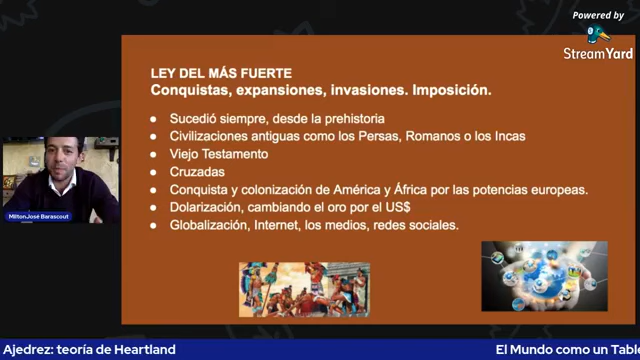 Powered by
StreamYard
LEY DEL MÁS FUERTE
Conquistas, expansiones, invasiones. Imposición.
● Sucedió siempre, desde la prehistoria
● Civilizaciones antiguas como los Persas, Romanos o los Incas
● Viejo Testamento
● Cruzadas
● Conquista y colonización de América y África por las potencias europeas.
● Dolarización, cambiando el oro por el US$
● Globalización, Internet, los medios, redes sociales.
MiltonJosé Barascout
Ajedrez: teoría de Heartland
El Mundo como un Table